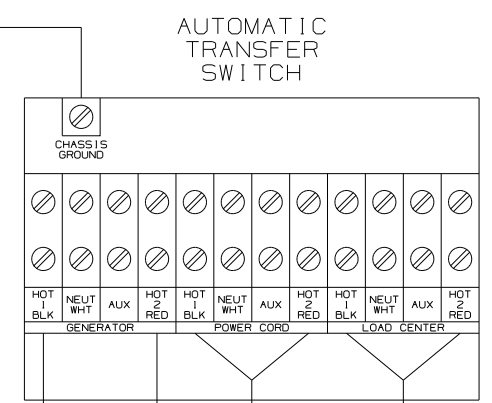 AUTOMATIC
TRANSFER
SWITCH
CHASSIS
GROUND
HOT 1 BLK
NEUT WHT
AUX
HOT 2 RED
HOT 1 BLK
NEUT WHT
AUX
HOT 2 RED
HOT 1 BLK
NEUT WHT
AUX
HOT 2 RED
GENERATOR
POWER CORD
LOAD CENTER